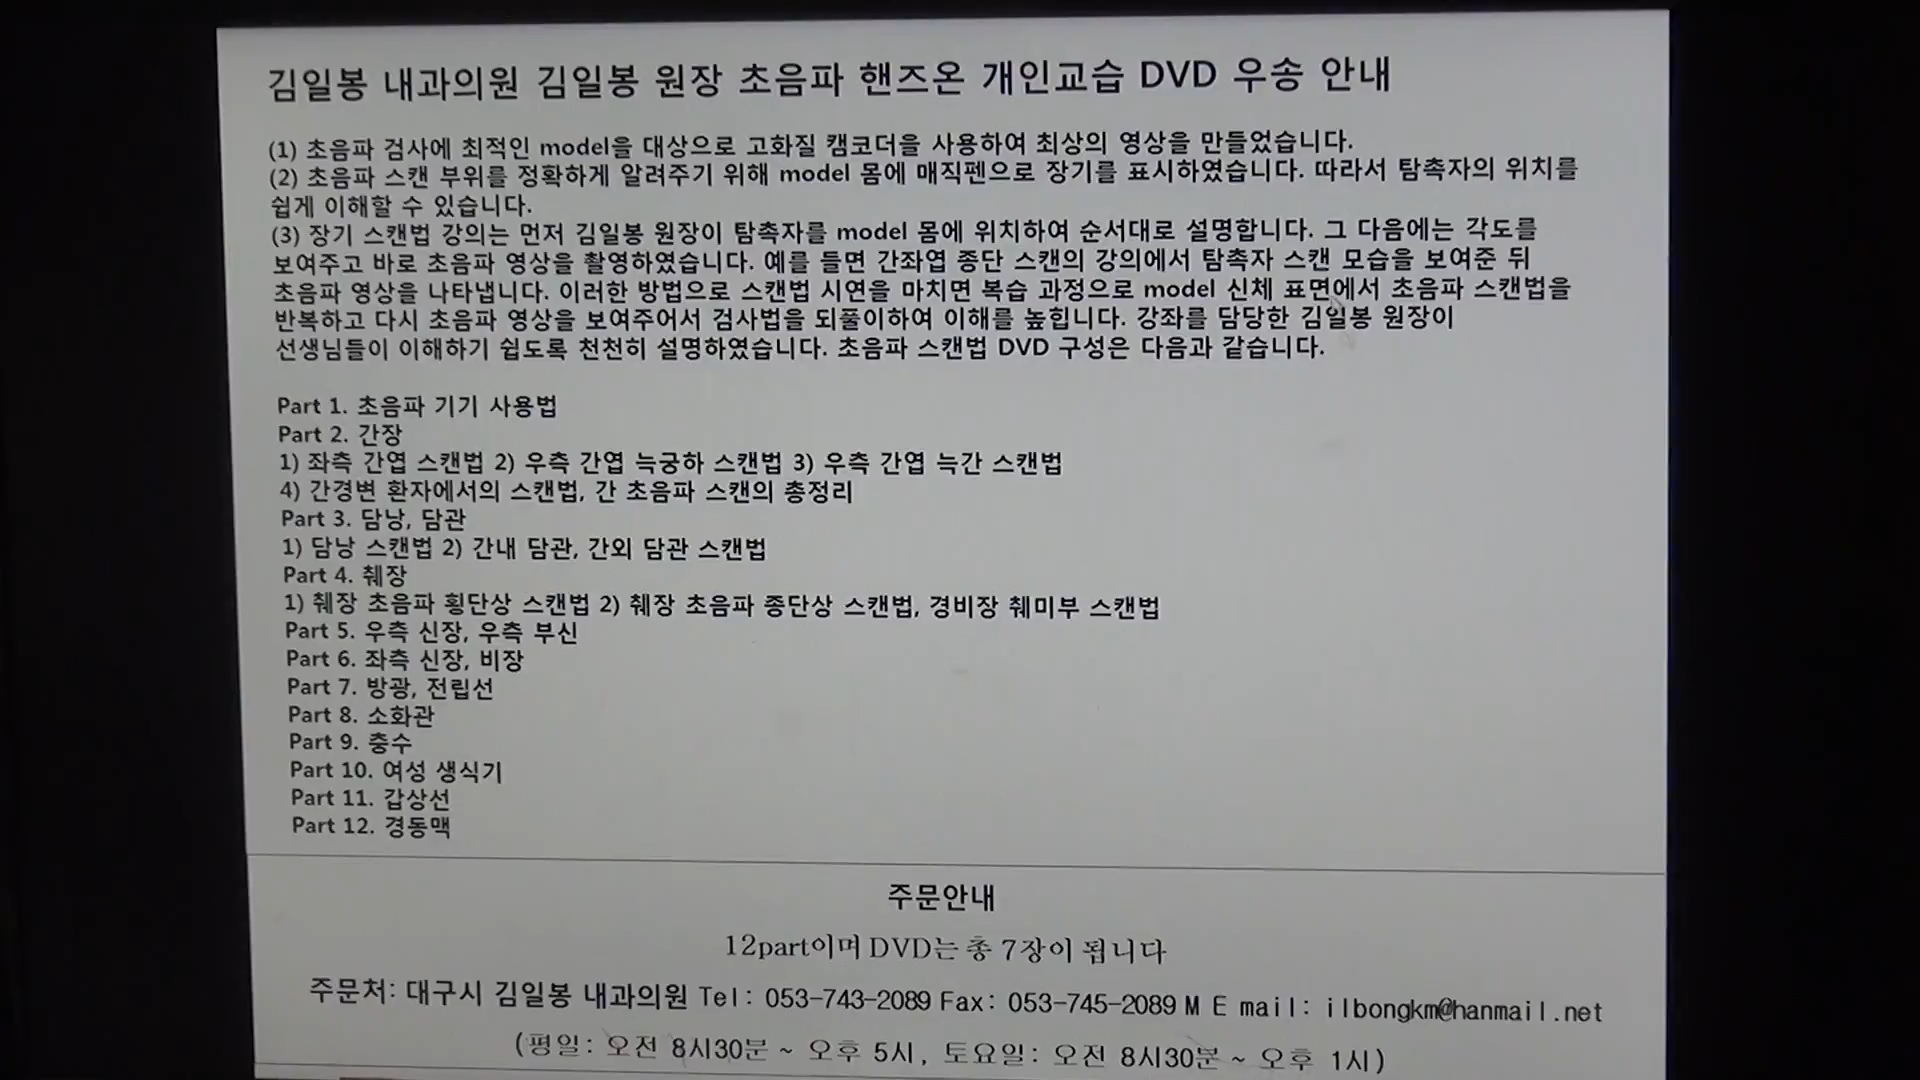 김일봉 내과의원 김일봉 원장 초음파 핸즈온 개인교습 DVD 우송 안내
(1) 초음파 검사에 최적인 model을 대상으로 고화질 캠코더을 사용하여 최상의 영상을 만들었습니다.
(2) 초음파 스캔 부위를 정확하게 알려주기 위해 model 몸에 매직펜으로 장기를 표시하였습니다. 따라서 탐촉자의 위치를
쉽게 이해할 수 있습니다.
(3) 장기 스캔법 강의는 먼저 김일봉 원장이 탐촉자를 model 몸에 위치하여 순서대로 설명합니다. 그 다음에는 각도를
보여주고 바로 초음파 영상을 촬영하였습니다. 예를 들면 간좌엽 종단 스캔의 강의에서 탐촉자 스캔 모습을 보여준 뒤
초음파 영상을 나타냅니다. 이러한 방법으로 스캔법 시연을 마치면 복습 과정으로 model 신체 표면에서 초음파 스캔법을
반복하고 다시 초음파 영상을 보여주어서 검사법을 되풀이하여 이해를 높힙니다. 강좌를 담당한 김일봉 원장이
선생님들이 이해하기 쉽도록 천천히 설명하였습니다. 초음파 스캔법 DVD 구성은 다음과 같습니다.
Part 1. 초음파 기기 사용법
Part 2. 간장
1) 좌측 간엽 스캔법 2) 우측 간엽 늑궁하 스캔법 3) 우측 간엽 늑간 스캔법
4) 간경변 환자에서의 스캔법, 간 초음파 스캔의 총정리
Part 3. 담낭, 담관
1) 담낭 스캔법 2) 간내 담관, 간외 담관 스캔법
Part 4. 췌장
1) 췌장 초음파 횡단상 스캔법 2) 췌장 초음파 종단상 스캔법, 경비장 췌미부 스캔법
Part 5. 우측 신장, 우측 부신
Part 6. 좌측 신장, 비장
Part 7. 방광, 전립선
Part 8. 소화관
Part 9. 충수
Part 10. 여성 생식기
Part 11. 갑상선
Part 12. 경동맥
주문안내
12part이며 DVD는 총 7장이 됩니다
주문처: 대구시 김일봉 내과의원 Tel: 053-743-2089 Fax: 053-745-2089 M E mail: ilbongkm@hanmail.net
(평일: 오전 8시30분 ~ 오후 5시, 토요일: 오전 8시30분 ~ 오후 1시)